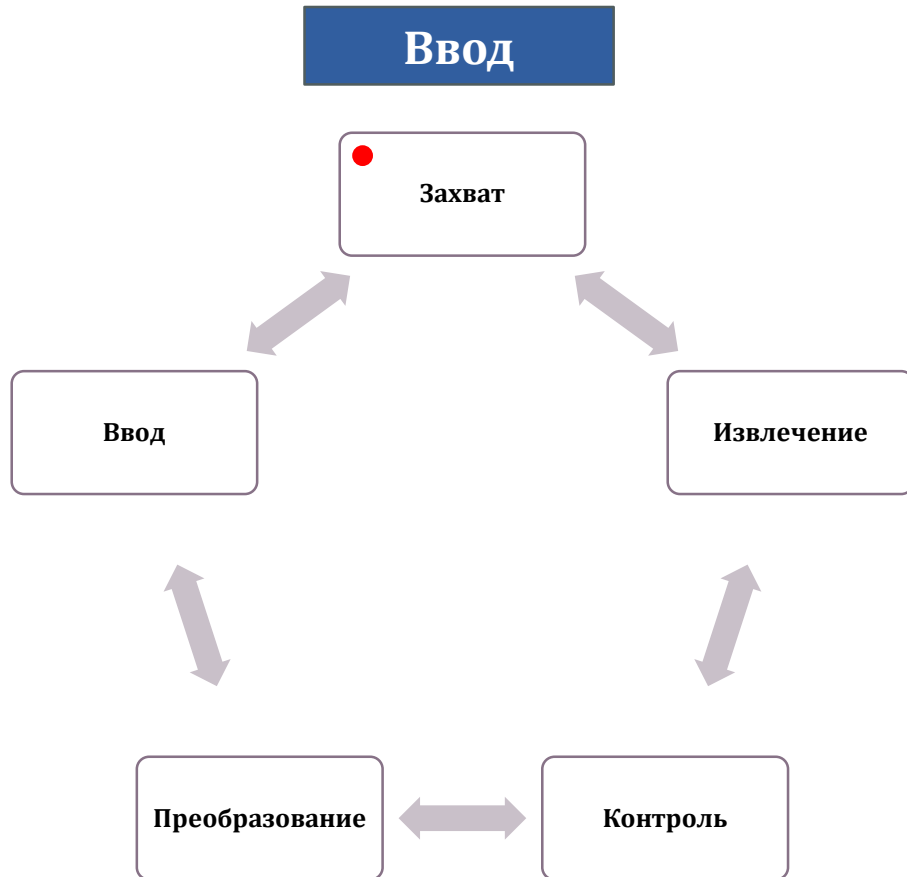 Ввод
Захват
Ввод
Извлечение
Преобразование
Контроль